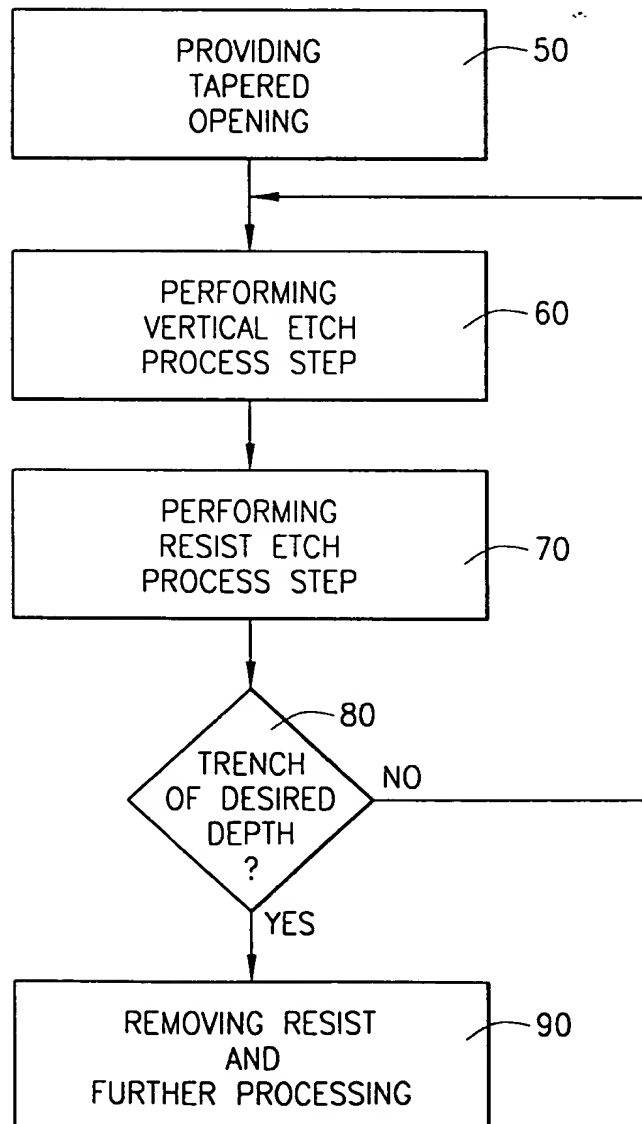 PROVIDING
TAPERED
OPENING
50
PERFORMING
VERTICAL ETCH
PROCESS STEP
60
PERFORMING
RESIST ETCH
PROCESS STEP
70
80
TRENCH
OF DESIRED
DEPTH
?
NO
YES
REMOVING RESIST
AND
FURTHER PROCESSING
90